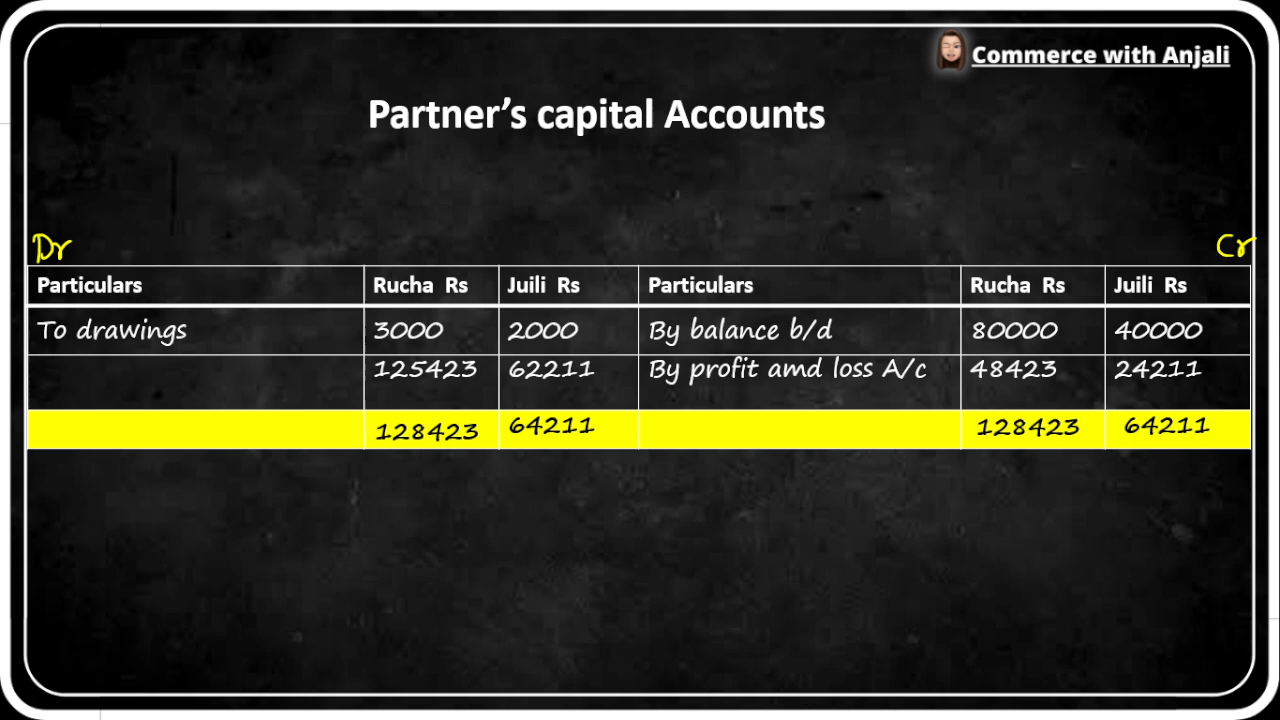 Commerce with Anjali
Partner’s capital Accounts
Dr Cr
Particulars Rucha Rs Juili Rs Particulars Rucha Rs Juili Rs
To drawings 3000 2000 By balance b/d 80000 40000
125423 62211 By profit amd loss A/c 48423 24211
128423 64211 128423 64211